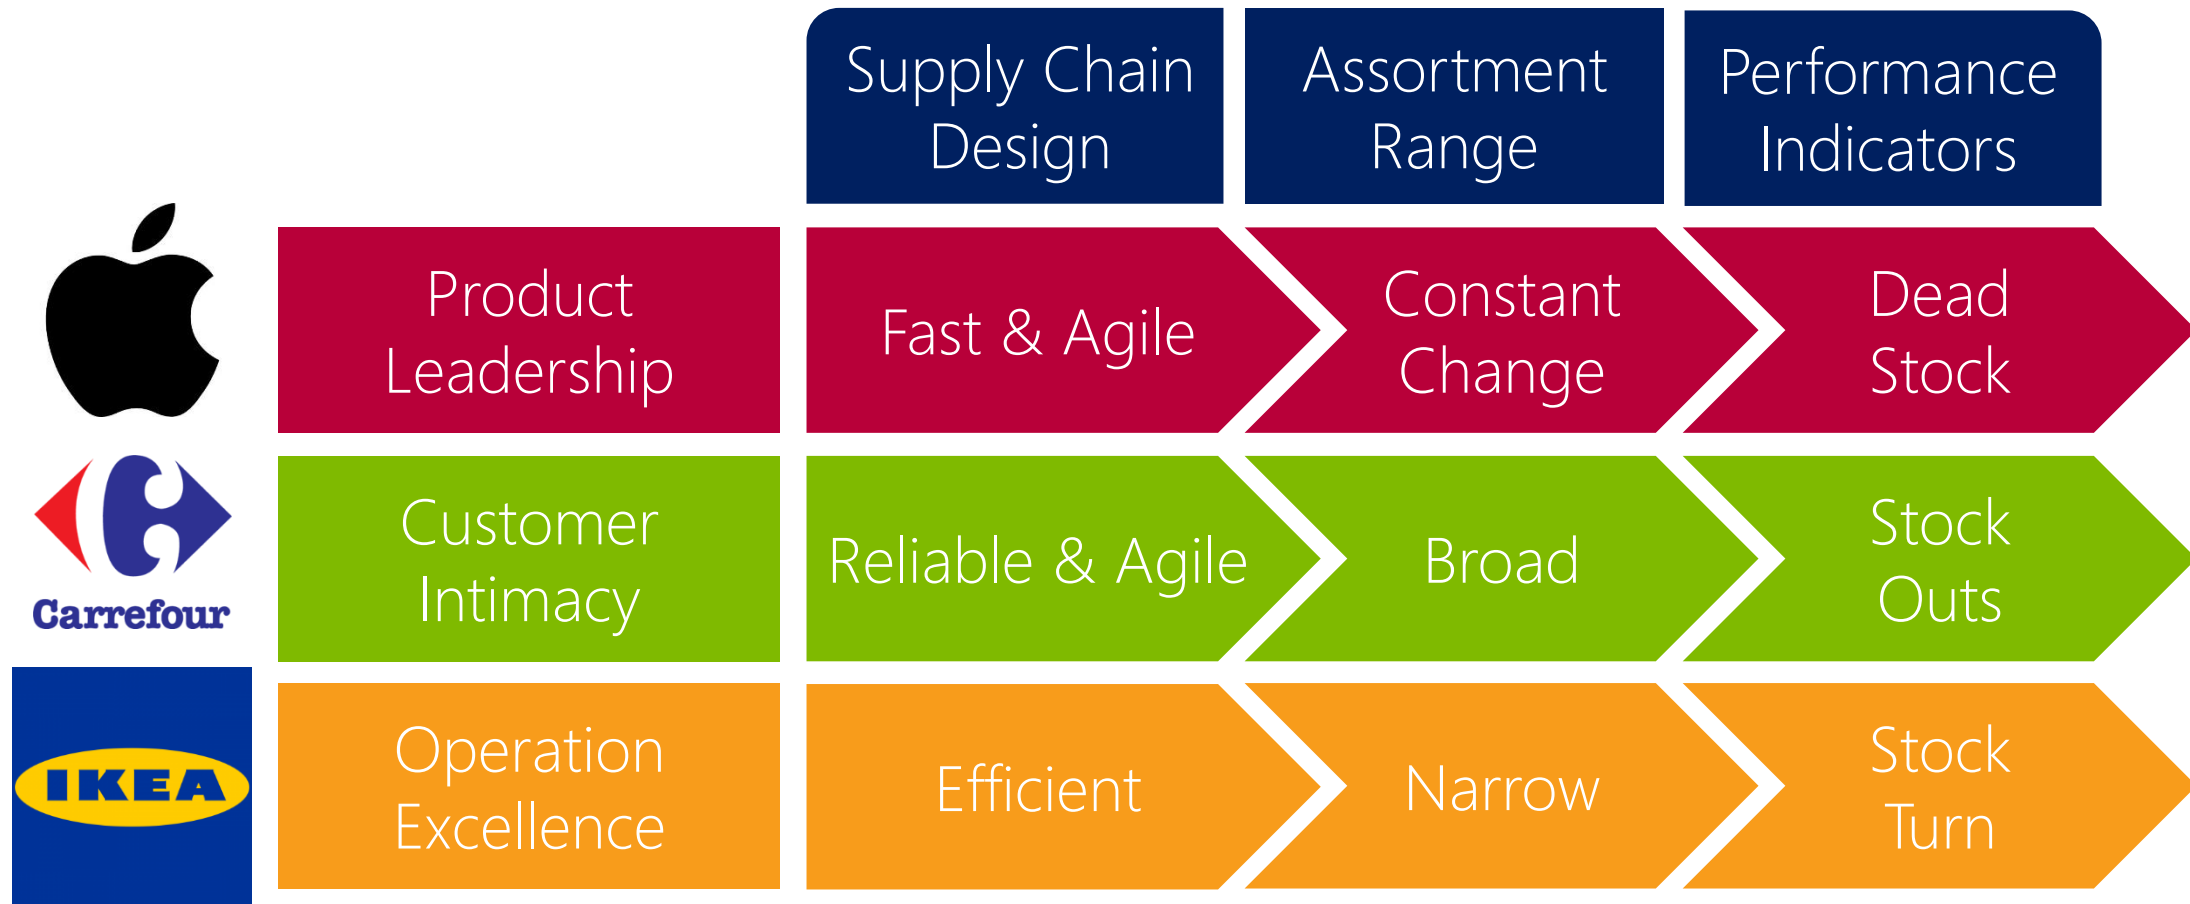 Supply Chain
Design
Assortment
Range
Performance
Indicators
Product
Leadership
Fast & Agile
Constant
Change
Dead
Stock
Carrefour
Customer
Intimacy
Reliable & Agile
Broad
Stock
Outs
IKEA
Operation
Excellence
Efficient
Narrow
Stock
Turn